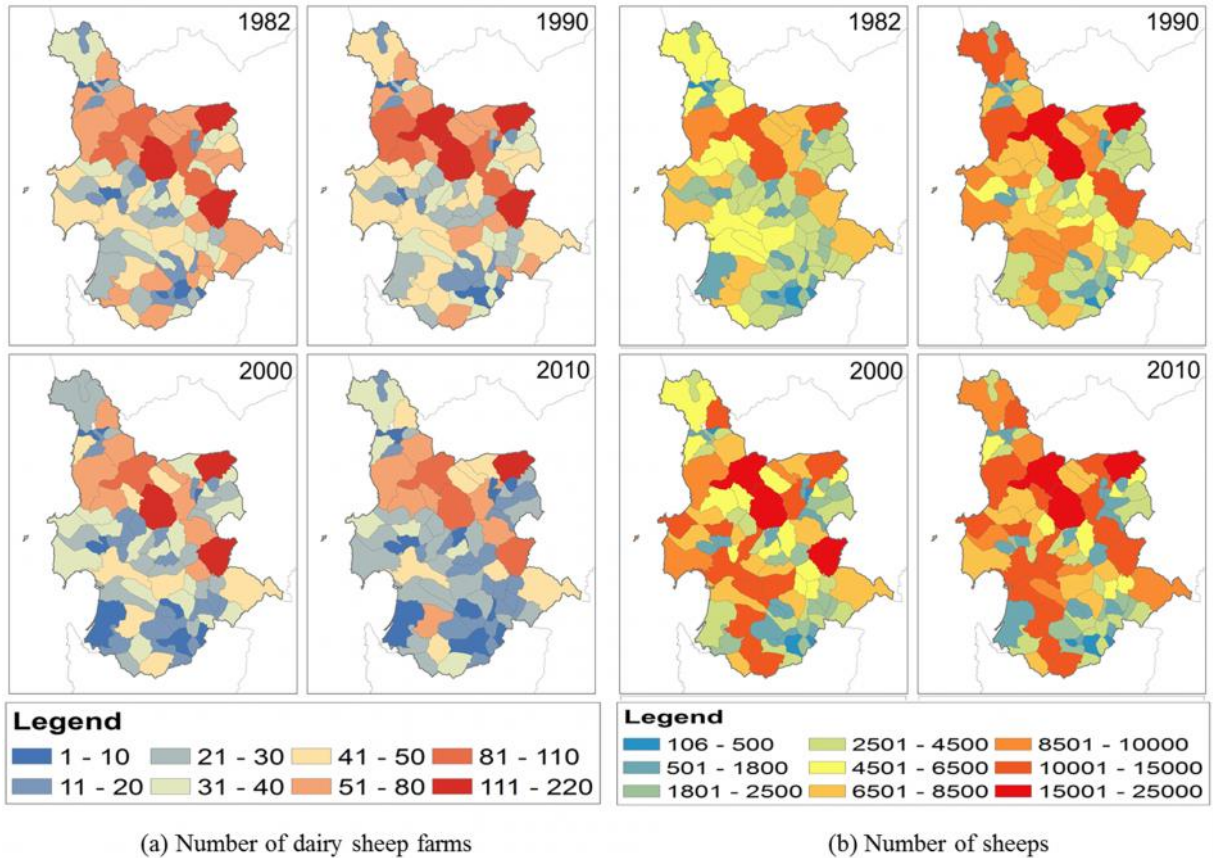 1982 1990 1982 1990
2000 2010 2000 2010
Legend
1 - 10 21 - 30 41 - 50 81 - 110
11 - 20 31 - 40 51 - 80 111 - 220
Legend
106 - 500 2501 - 4500 8501 - 10000
501 - 1800 4501 - 6500 10001 - 15000
1801 - 2500 6501 - 8500 15001 - 25000
(a) Number of dairy sheep farms
(b) Number of sheeps